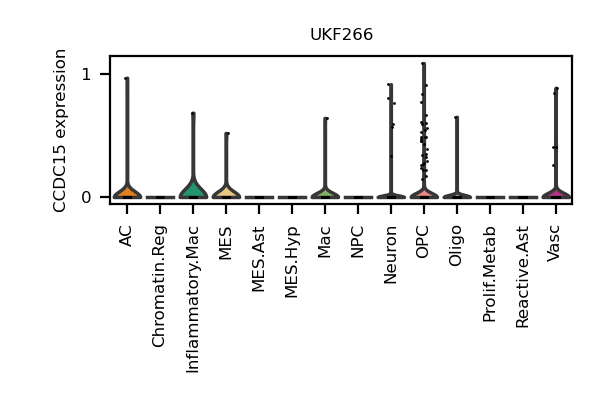 UKF266
CCDC15 expression
1
0
AC
Chromatin.Reg
Inflammatory.Mac
MES
MES.Ast
MES.Hyp
Mac
NPC
Neuron
OPC
Oligo
Prolif.Metab
Reactive.Ast
Vasc